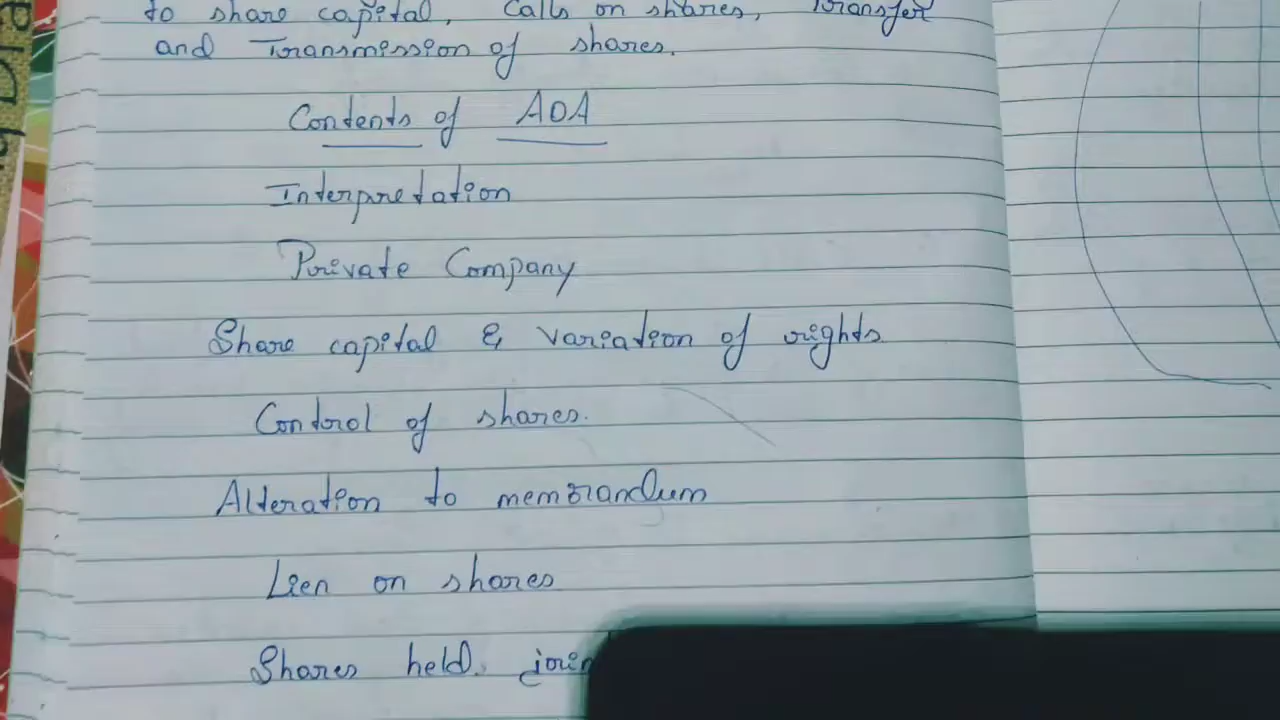 to share capital, Calls on shares, Transfer
and Transmission of shares.
Contents of AOA
Interpretation
Private Company
Share capital & variation of rights
Control of shares.
Alteration to memorandum
Lien on shares
Shares held